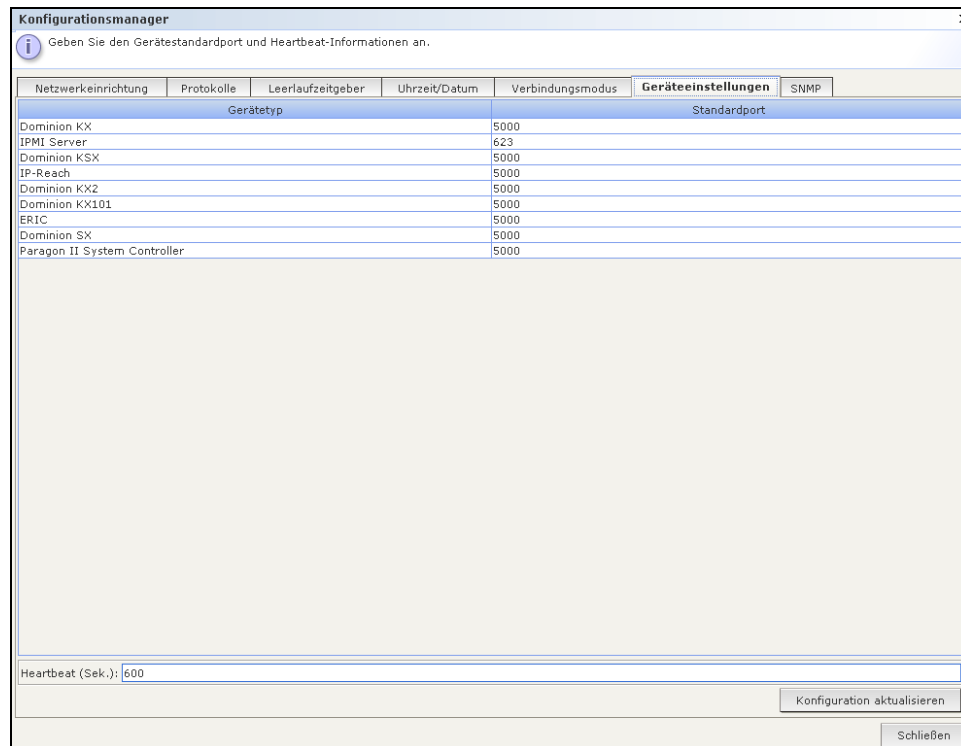 Konfigurationsmanager
Geben Sie den Gerätestandardport und Heartbeat-Informationen an.
Netzwerkeinrichtung Protokolle Leerlaufzeitgeber Uhrzeit/Datum Verbindungsmodus Geräteeinstellungen SNMP
Gerätetyp Standardport
Dominion KX 5000
IPMI Server 623
Dominion KSX 5000
IP-Reach 5000
Dominion KX2 5000
Dominion KX101 5000
ERIC 5000
Dominion SX 5000
Paragon II System Controller 5000
Heartbeat (Sek.): 600
Konfiguration aktualisieren
Schließen